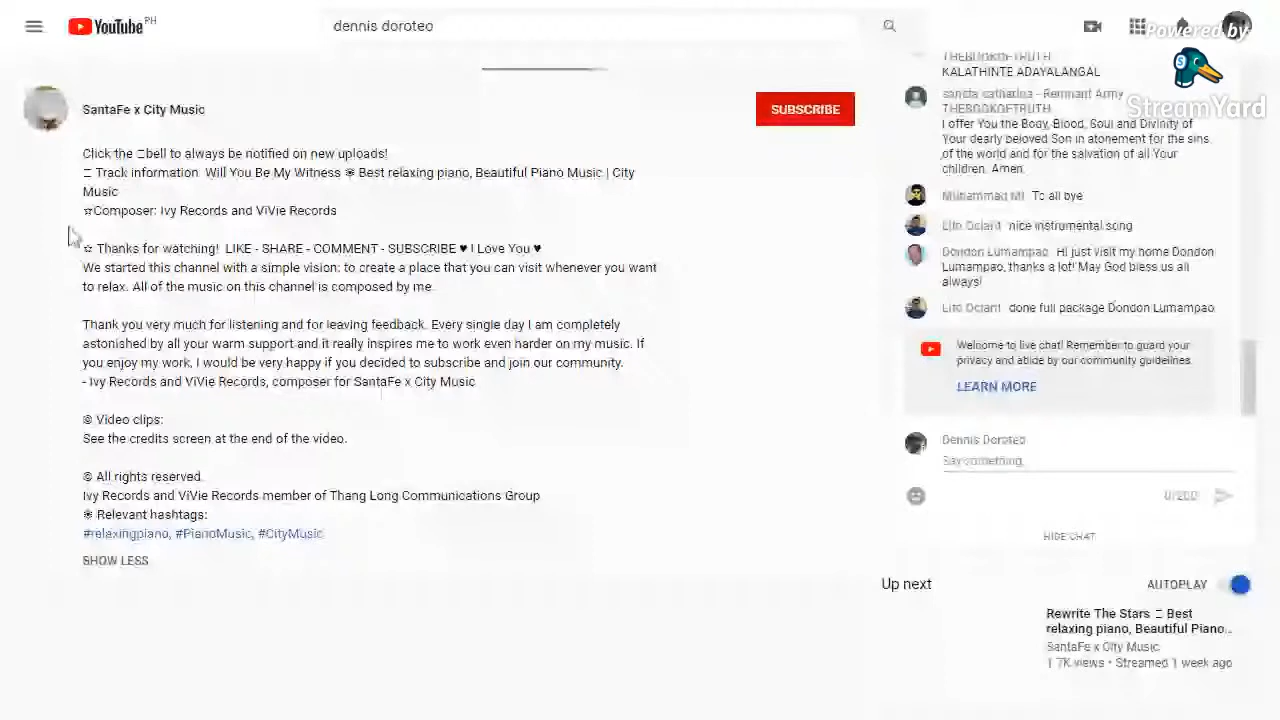 YouTube PH
dennis doroteo
Powered by
StreamYard
SantaFe x City Music
SUBSCRIBE
Click the bell to always be notified on new uploads!
Track information Will You Be My Witness ❋ Best relaxing piano, Beautiful Piano Music | City
Music
☆Composer: Ivy Records and ViVie Records
☆ Thanks for watching! LIKE - SHARE - COMMENT - SUBSCRIBE ♥ I Love You ♥
We started this channel with a simple vision: to create a place that you can visit whenever you want
to relax. All of the music on this channel is composed by me.
Thank you very much for listening and for leaving feedback. Every single day I am completely
astonished by all your warm support and it really inspires me to work even harder on my music. If
you enjoy my work, I would be very happy if you decided to subscribe and join our community.
- Ivy Records and ViVie Records, composer for SantaFe x City Music
Video clips:
See the credits screen at the end of the video.
All rights reserved.
Ivy Records and ViVie Records member of Thang Long Communications Group
❋ Relevant hashtags:
#relaxingpiano, #PianoMusic, #CityMusic
SHOW LESS
THEBOOKOFTRUTH
KALATHINTE ADAYALANGAL
sancta catharina - Remnant Army
THEBOOKOFTRUTH
I offer You the Body, Blood, Soul and Divinity of
Your dearly beloved Son in atonement for the sins
of the world and for the salvation of all Your
children. Amen.
Muhammad MI To all bye
nice instrumental song
Dondon Lumampao Hi just visit my home Dondon
Lumampao, thanks a lot! May God bless us all
always!
done full package Dondon Lumampao
Welcome to live chat! Remember to guard your
privacy and abide by our community guidelines.
LEARN MORE
Dennis Doroteo
Say something
0/200
HIDE CHAT
Up next
AUTOPLAY
Rewrite The Stars Best
relaxing piano, Beautiful Piano...
SantaFe x City Music
1.7K views • Streamed 1 week ago